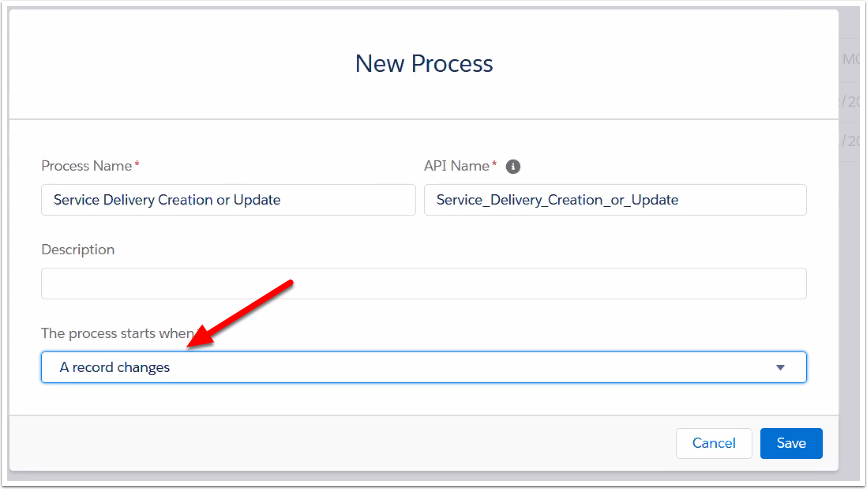 New Process
Process Name*
API Name*
Service Delivery Creation or Update
Service_Delivery_Creation_or_Update
Description
The process starts when
A record changes
Cancel
Save